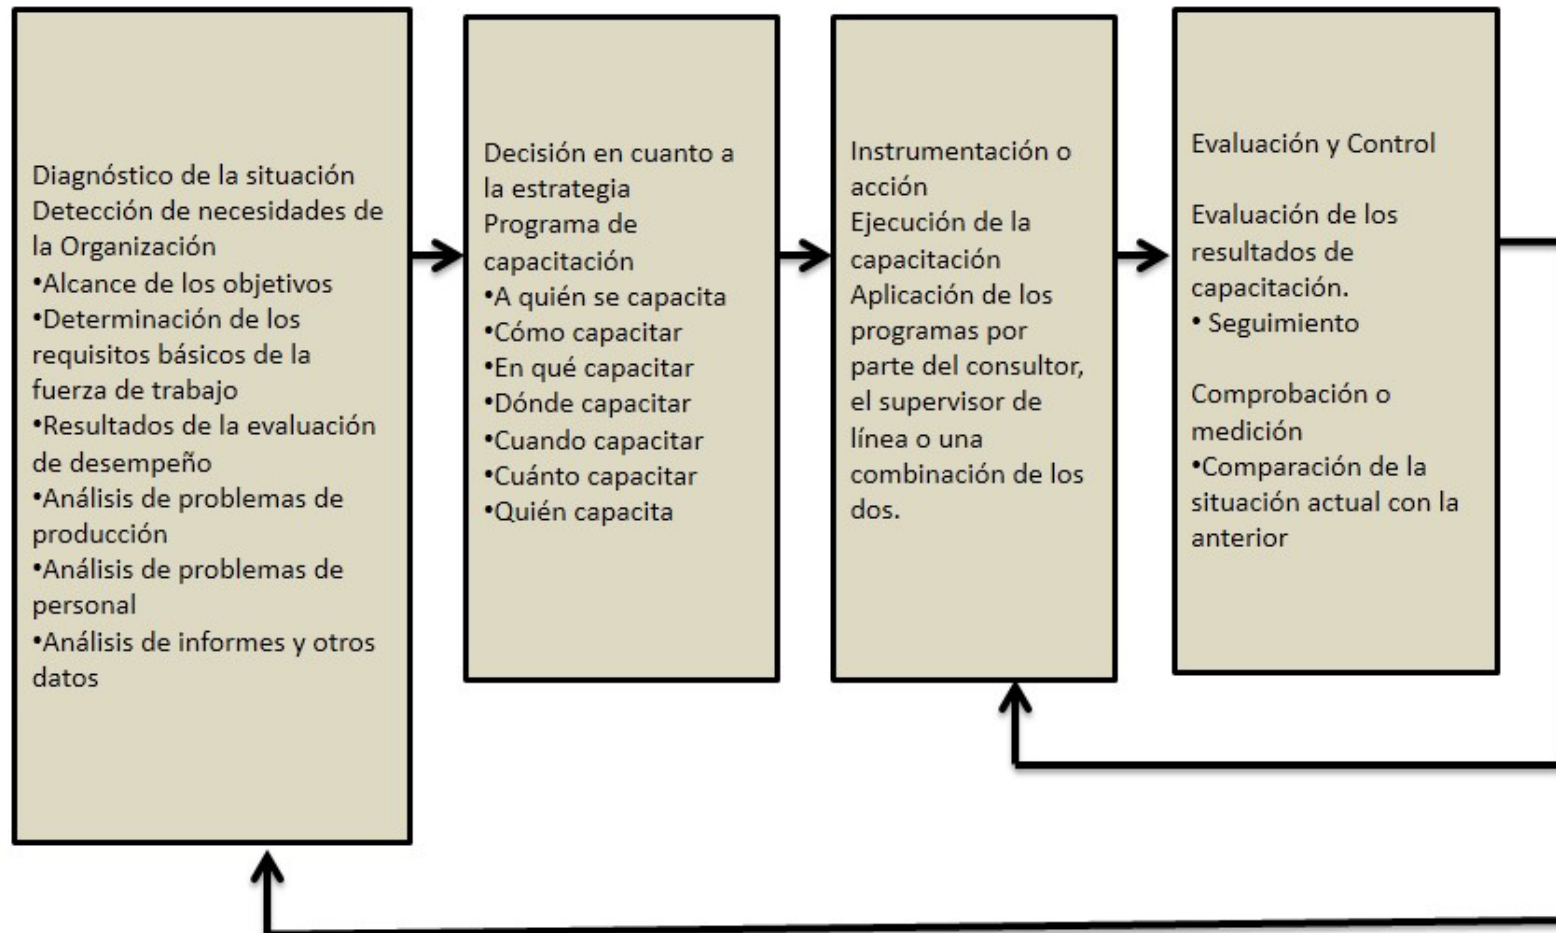 Diagnóstico de la situación
Detección de necesidades de
la Organización
•Alcance de los objetivos
•Determinación de los
requisitos básicos de la
fuerza de trabajo
•Resultados de la evaluación
de desempeño
•Análisis de problemas de
producción
•Análisis de problemas de
personal
•Análisis de informes y otros
datos
Decisión en cuanto a
la estrategia
Programa de
capacitación
•A quién se capacita
•Cómo capacitar
•En qué capacitar
•Dónde capacitar
•Cuando capacitar
•Cuánto capacitar
•Quién capacita
Instrumentación o
acción
Ejecución de la
capacitación
Aplicación de los
programas por
parte del consultor,
el supervisor de
línea o una
combinación de los
dos.
Evaluación y Control
Evaluación de los
resultados de
capacitación.
• Seguimiento
Comprobación o
medición
•Comparación de la
situación actual con la
anterior